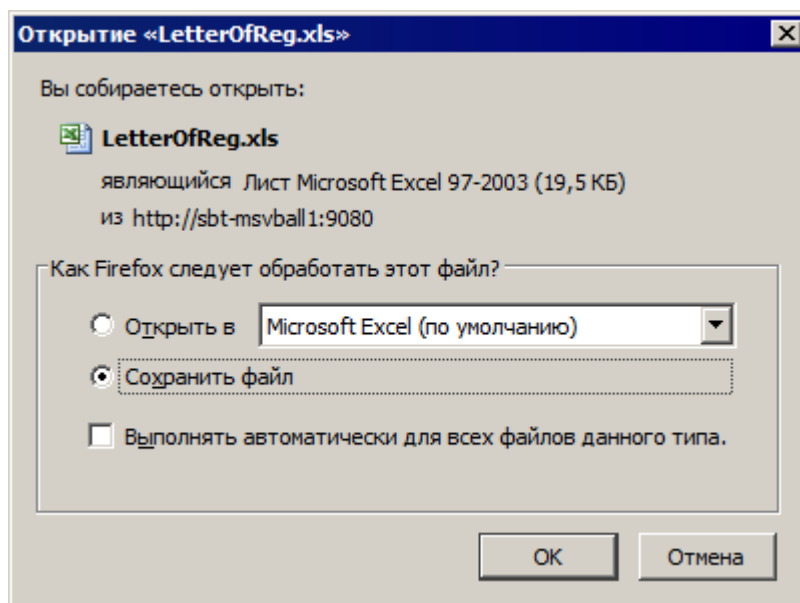 Открытие «LetterOfReg.xls»
Вы собираетесь открыть:
LetterOfReg.xls
являющийся Лист Microsoft Excel 97-2003 (19,5 КБ)
из http://sbt-msvball1:9080
Как Firefox следует обработать этот файл?
Открыть в Microsoft Excel (по умолчанию)
Сохранить файл
Выполнять автоматически для всех файлов данного типа.
OK Отмена